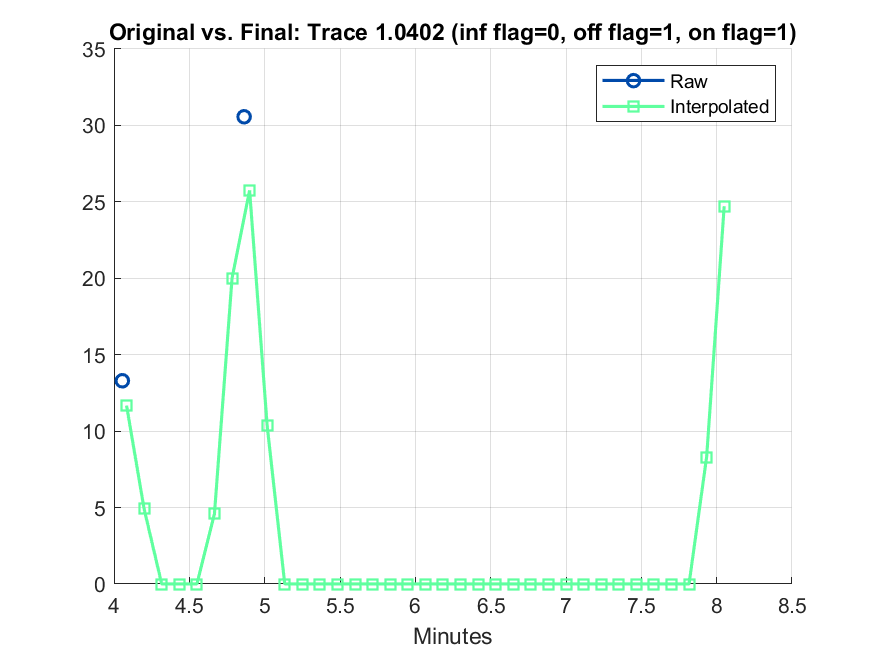 Original vs. Final: Trace 1.0402 (inf flag=0, off flag=1, on flag=1)
35
30
25
20
15
10
5
0
Raw
Interpolated
4 4.5 5 5.5 6 6.5 7 7.5 8 8.5
Minutes